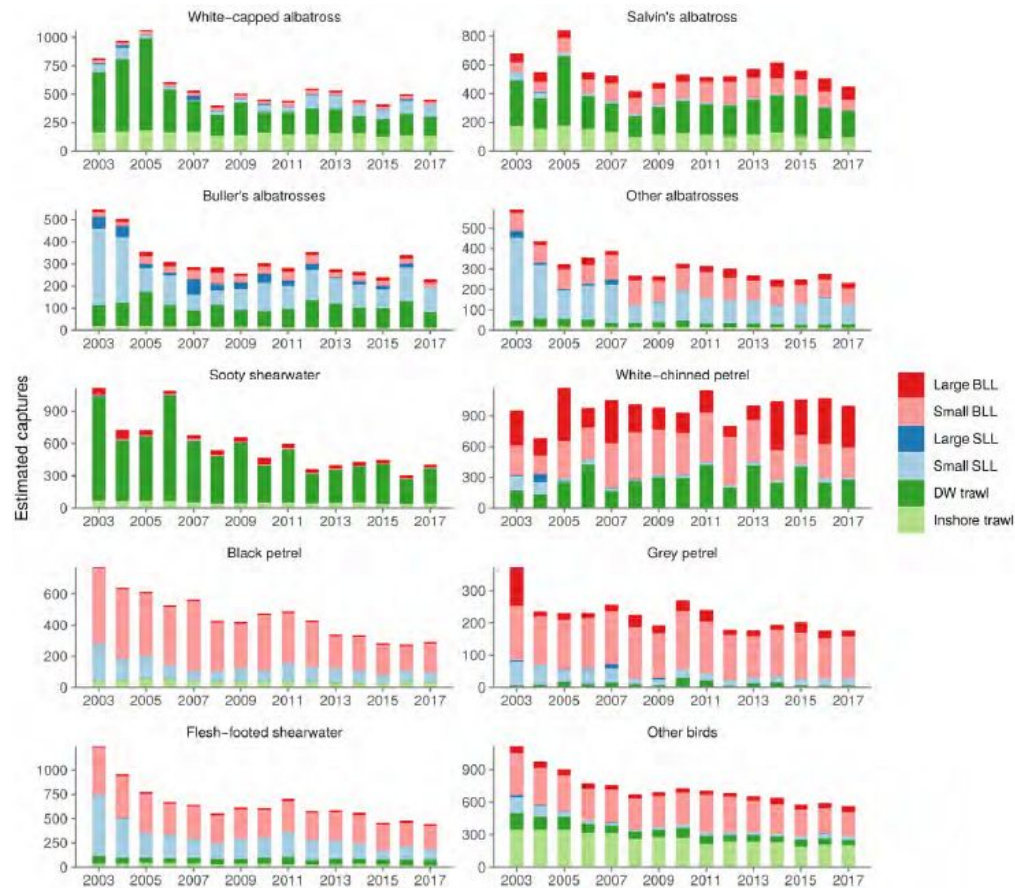 White-capped albatross
1000
750
500
250
0
2003 2005 2007 2009 2011 2013 2015 2017
Salvin's albatross
800
600
400
200
0
2003 2005 2007 2009 2011 2013 2015 2017
Buller's albatrosses
500
400
300
200
100
0
2003 2005 2007 2009 2011 2013 2015 2017
Other albatrosses
500
400
300
200
100
0
2003 2005 2007 2009 2011 2013 2015 2017
Estimated captures
Sooty shearwater
900
600
300
0
2003 2005 2007 2009 2011 2013 2015 2017
White-chinned petrel
900
600
300
0
2003 2005 2007 2009 2011 2013 2015 2017
Large BLL
Small BLL
Large SLL
Small SLL
DW trawl
Inshore trawl
Black petrel
600
400
200
0
2003 2005 2007 2009 2011 2013 2015 2017
Grey petrel
300
200
100
0
2003 2005 2007 2009 2011 2013 2015 2017
Flesh-footed shearwater
1000
750
500
250
0
2003 2005 2007 2009 2011 2013 2015 2017
Other birds
900
600
300
0
2003 2005 2007 2009 2011 2013 2015 2017